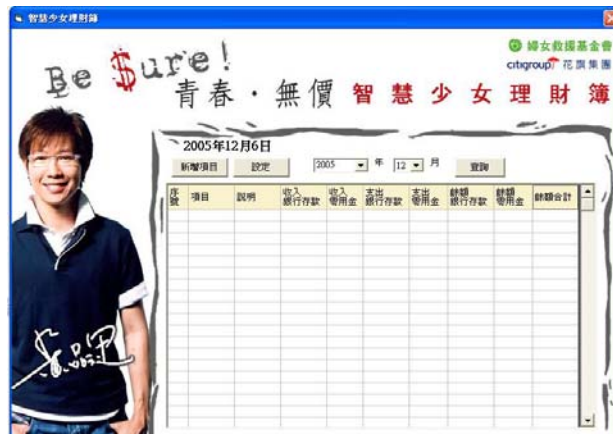 智慧少女理財簿
Be $ure!
婦女救援基金會
citigroup 花旗集團
青春・無價 智慧少女理財簿
2005年12月6日
新增項目 設定 2005 年 12 月 查詢
序號 項目 說明 收入銀行存款 收入零用金 支出銀行存款 支出零用金 餘額銀行存款 餘額零用金 餘額合計